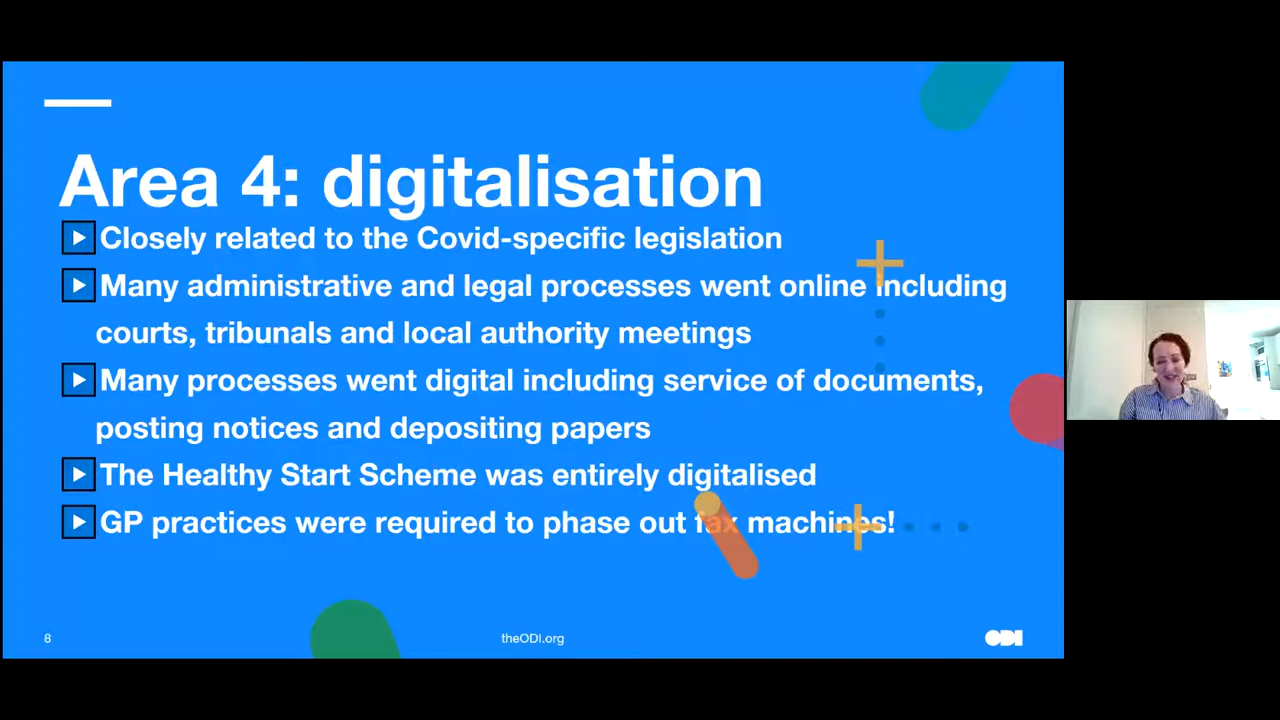 Area 4: digitalisation
Closely related to the Covid-specific legislation
Many administrative and legal processes went online including
courts, tribunals and local authority meetings
Many processes went digital including service of documents,
posting notices and depositing papers
The Healthy Start Scheme was entirely digitalised
GP practices were required to phase out fax machines!
8
theODI.org
ODI